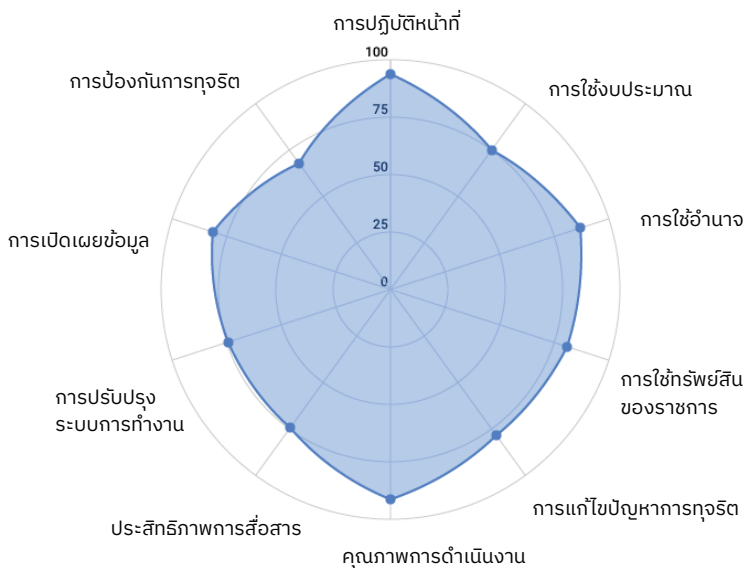 การปฏิบัติหน้าที่
100
การป้องกันการทุจริต
การใช้งบประมาณ
75
50
การใช้อำนาจ
25
การเปิดเผยข้อมูล
0
การใช้ทรัพย์สิน
ของราชการ
การปรับปรุง
ระบบการทำงาน
การแก้ไขปัญหาการทุจริต
ประสิทธิภาพการสื่อสาร
คุณภาพการดำเนินงาน